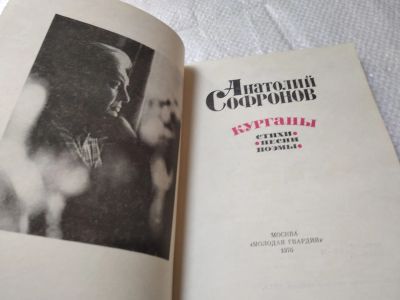 Анатолий
Софронов
Курганы
СТИХИ
•ПЕСНИ
ПОЭМЫ•
МОСКВА
«МОЛОДАЯ ГВАРДИЯ»
1976